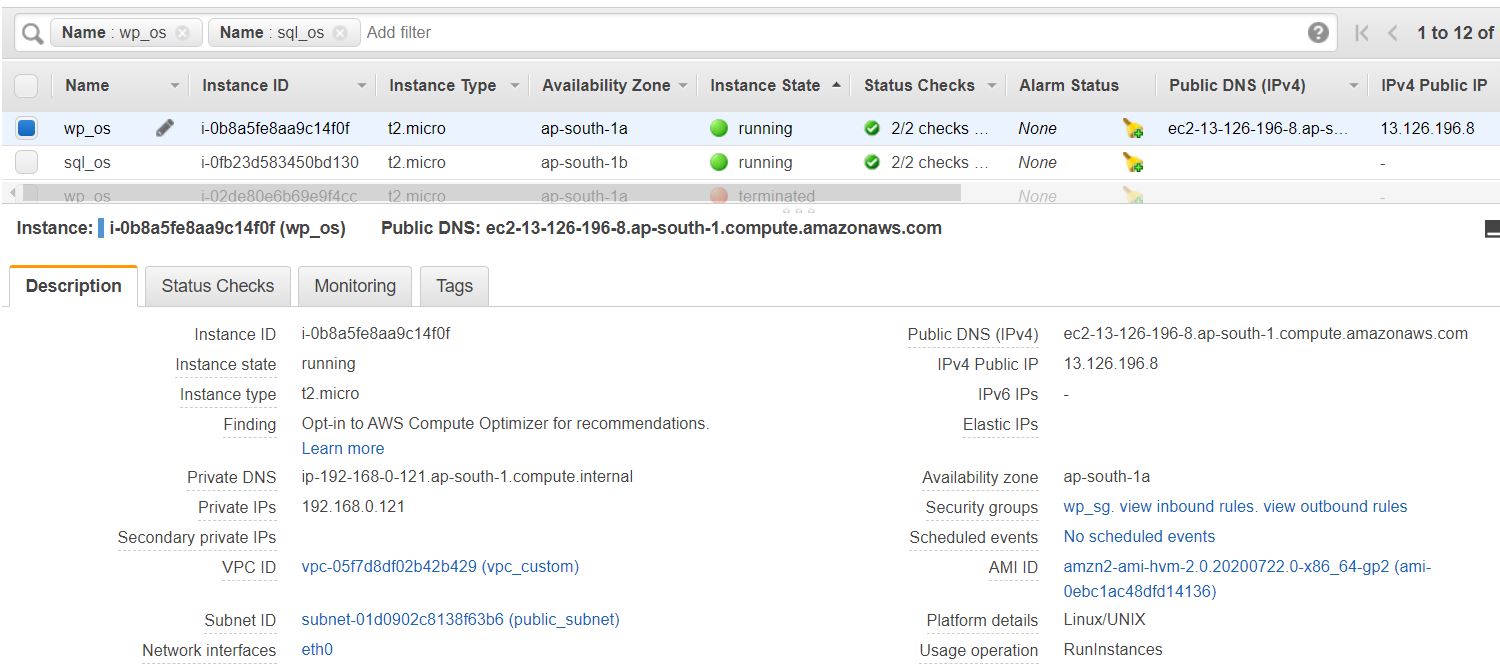 Name : wp_os Name : sql_os Add filter 1 to 12 of
Name Instance ID Instance Type Availability Zone Instance State Status Checks Alarm Status Public DNS (IPv4) IPv4 Public IP
wp_os i-0b8a5fe8aa9c14f0f t2.micro ap-south-1a running 2/2 checks ... None ec2-13-126-196-8.ap-s... 13.126.196.8
sql_os i-0fb23d583450bd130 t2.micro ap-south-1b running 2/2 checks ... None -
wp_os i-02de80e6b69e9f4cc t2.micro ap-south-1a terminated None -
Instance: i-0b8a5fe8aa9c14f0f (wp_os) Public DNS: ec2-13-126-196-8.ap-south-1.compute.amazonaws.com
Description Status Checks Monitoring Tags
Instance ID i-0b8a5fe8aa9c14f0f Public DNS (IPv4) ec2-13-126-196-8.ap-south-1.compute.amazonaws.com
Instance state running IPv4 Public IP 13.126.196.8
Instance type t2.micro IPv6 IPs -
Finding Opt-in to AWS Compute Optimizer for recommendations. Elastic IPs
Learn more
Private DNS ip-192-168-0-121.ap-south-1.compute.internal Availability zone ap-south-1a
Private IPs 192.168.0.121 Security groups wp_sg. view inbound rules. view outbound rules
Secondary private IPs Scheduled events No scheduled events
VPC ID vpc-05f7d8df02b42b429 (vpc_custom) AMI ID amzn2-ami-hvm-2.0.20200722.0-x86_64-gp2 (ami-
0ebc1ac48dfd14136)
Subnet ID subnet-01d0902c8138f63b6 (public_subnet) Platform details Linux/UNIX
Network interfaces eth0 Usage operation RunInstances